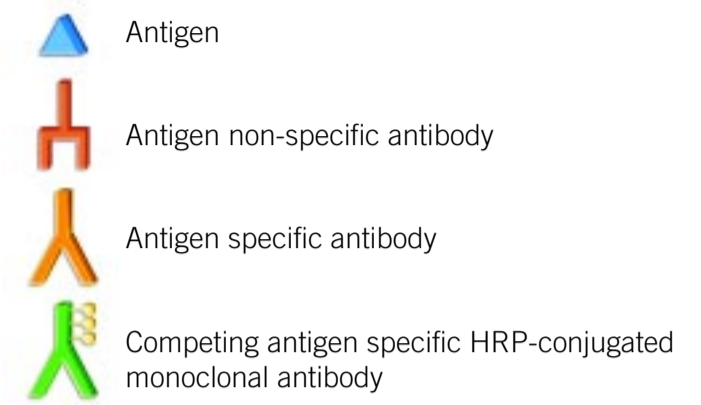 Antigen
Antigen non-specific antibody
Antigen specific antibody
Competing antigen specific HRP-conjugated
monoclonal antibody